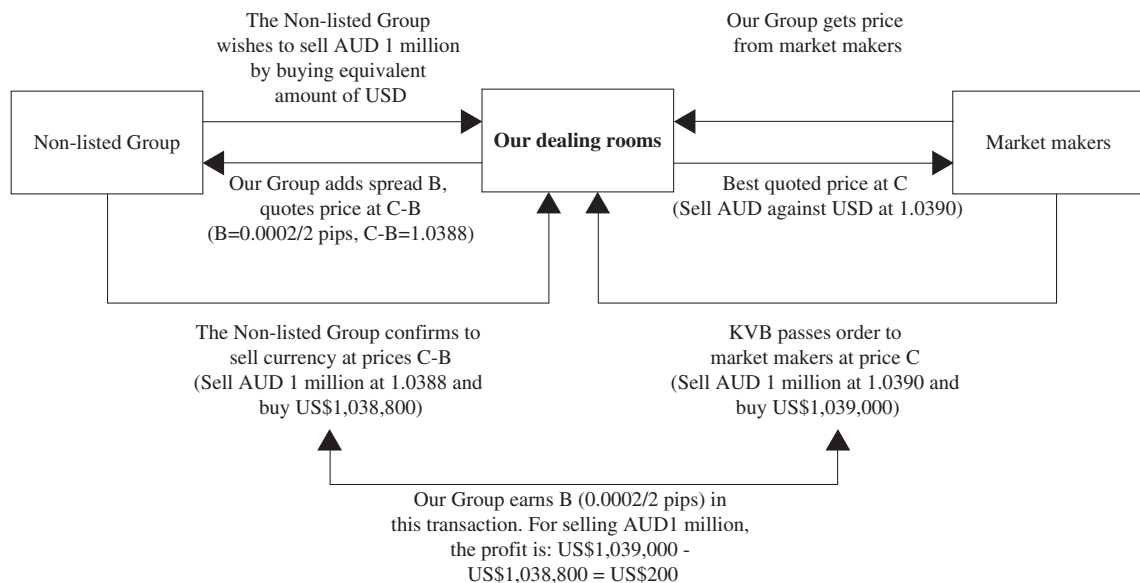 The Non-listed Group
wishes to sell AUD 1 million
by buying equivalent
amount of USD
Our Group gets price
from market makers
Non-listed Group
Our dealing rooms
Market makers
Our Group adds spread B,
quotes price at C-B
(B=0.0002/2 pips, C-B=1.0388)
Best quoted price at C
(Sell AUD against USD at 1.0390)
The Non-listed Group confirms to
sell currency at prices C-B
(Sell AUD 1 million at 1.0388 and
buy US$1,038,800)
KVB passes order to
market makers at price C
(Sell AUD 1 million at 1.0390 and
buy US$1,039,000)
Our Group earns B (0.0002/2 pips) in
this transaction. For selling AUD1 million,
the profit is: US$1,039,000 -
US$1,038,800 = US$200